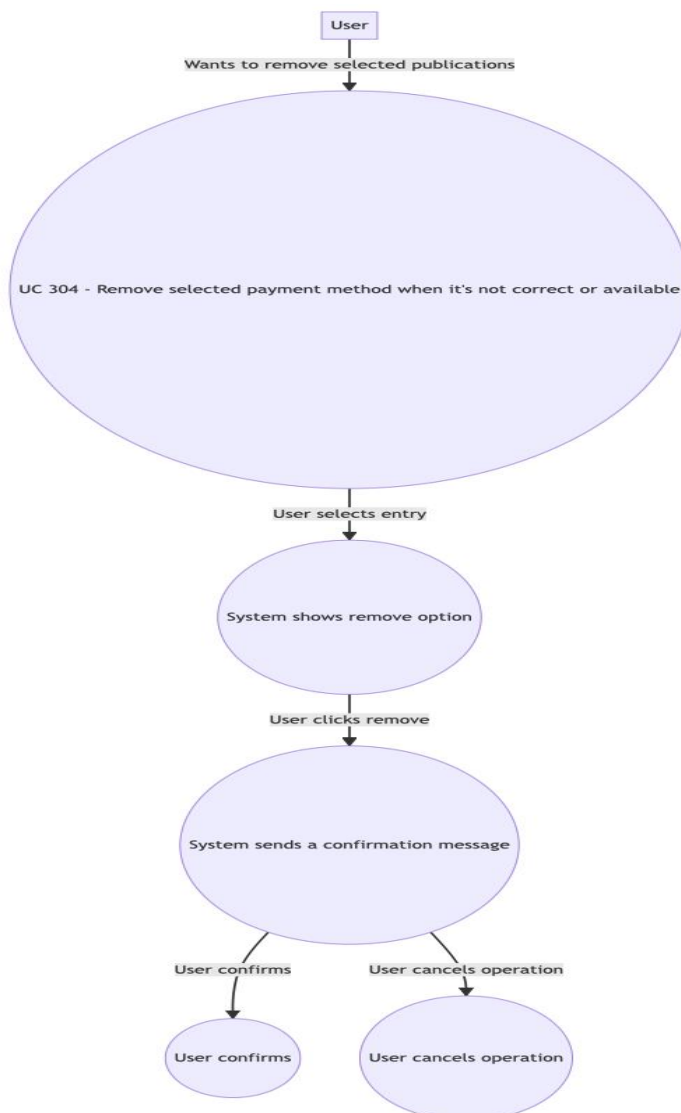 User
Wants to remove selected publications
UC 304 - Remove selected payment method when it's not correct or available
User selects entry
System shows remove option
User clicks remove
System sends a confirmation message
User confirms
User cancels operation
User confirms
User cancels operation